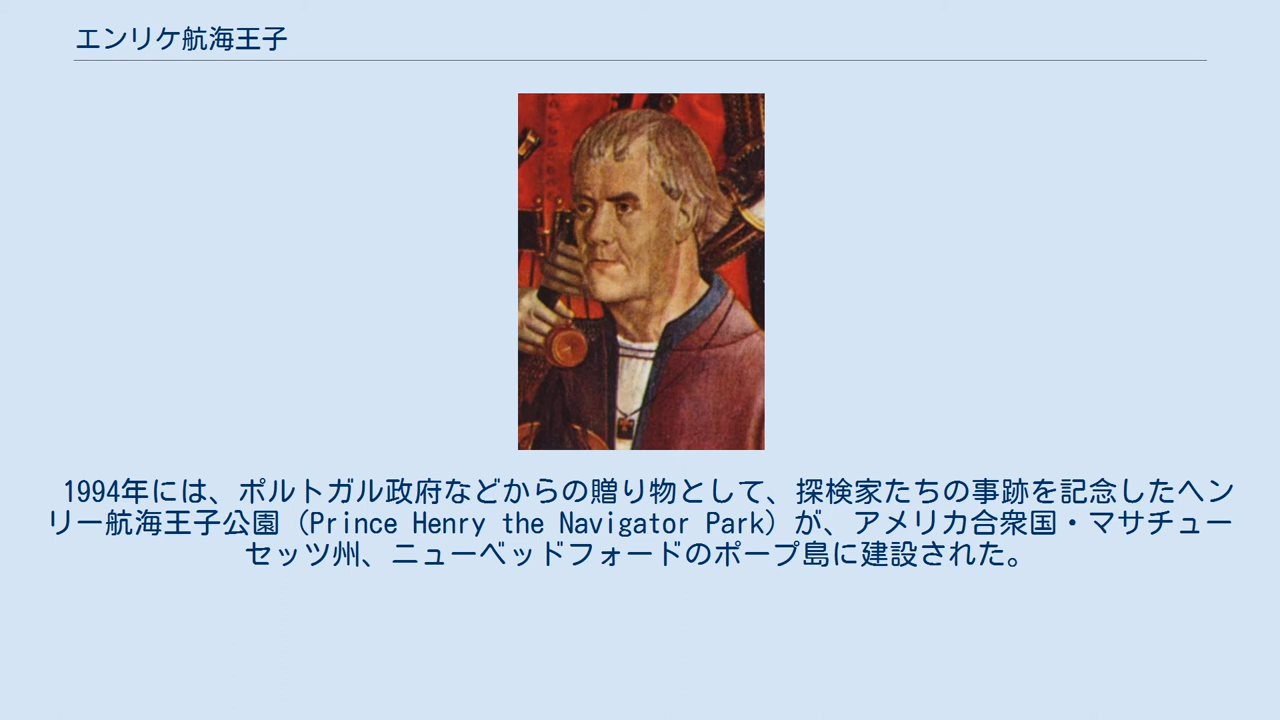 エンリケ航海王子
1994年には、ポルトガル政府などからの贈り物として、探検家たちの事跡を記念したヘン
リー航海王子公園（Prince Henry the Navigator Park）が、アメリカ合衆国・マサチュー
セッツ州、ニューベッドフォードのポープ島に建設された。